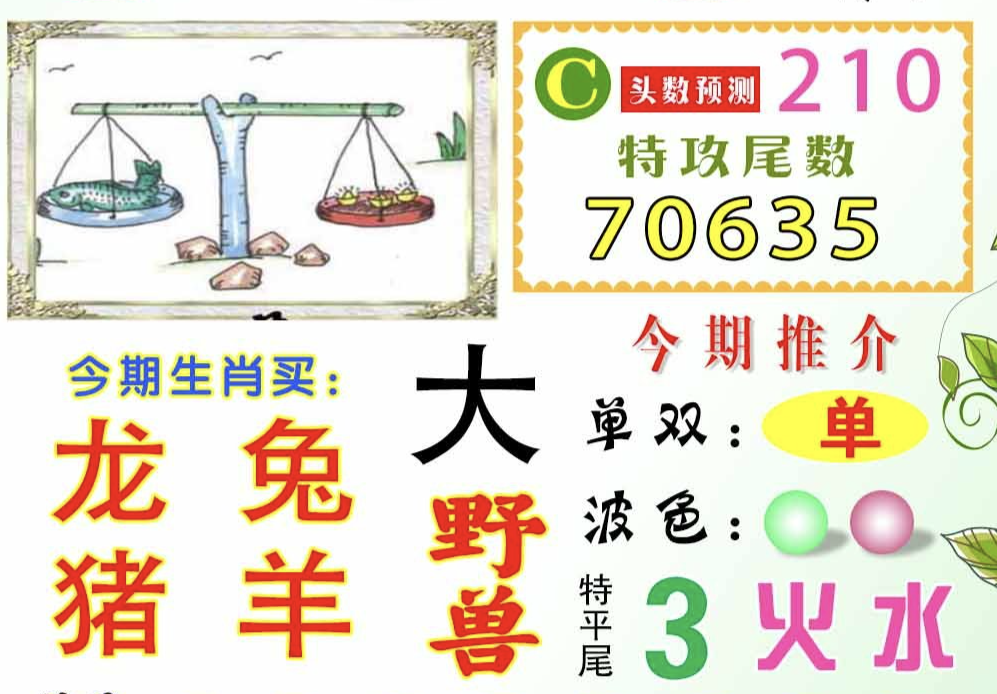 C 头数预测 210
特攻尾数
70635
今期生肖买：
龙 兔
猪 羊
大
野
兽
今期推介
单双：单
波色：
特平尾 3 火 水